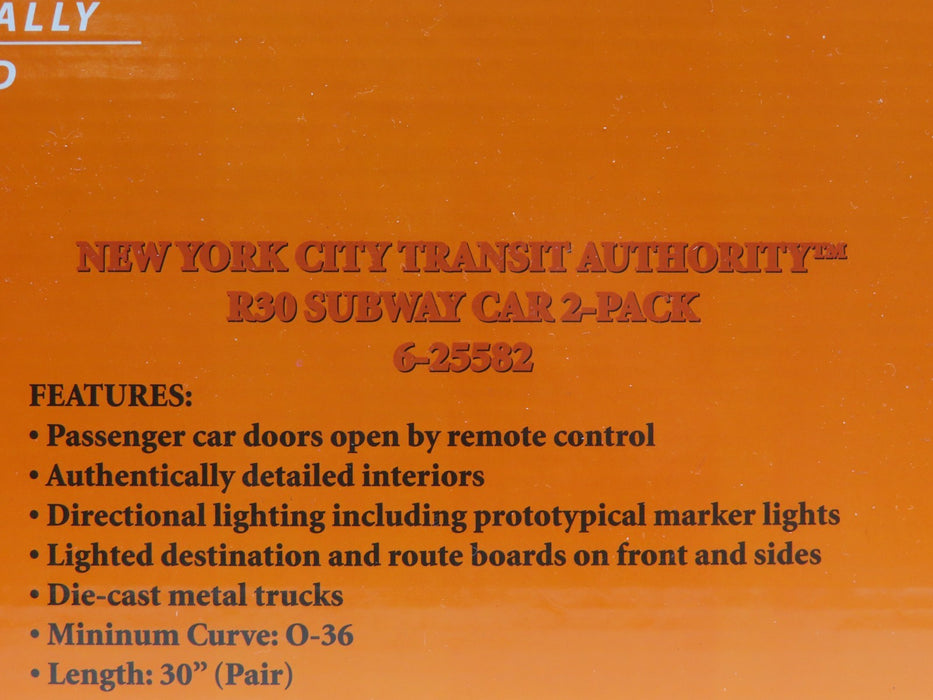 ALLY
D
NEW YORK CITY TRANSIT AUTHORITY™
R30 SUBWAY CAR 2-PACK
6-25582
FEATURES:
• Passenger car doors open by remote control
• Authentically detailed interiors
• Directional lighting including prototypical marker lights
• Lighted destination and route boards on front and sides
• Die-cast metal trucks
• Mininum Curve: O-36
• Length: 30” (Pair)